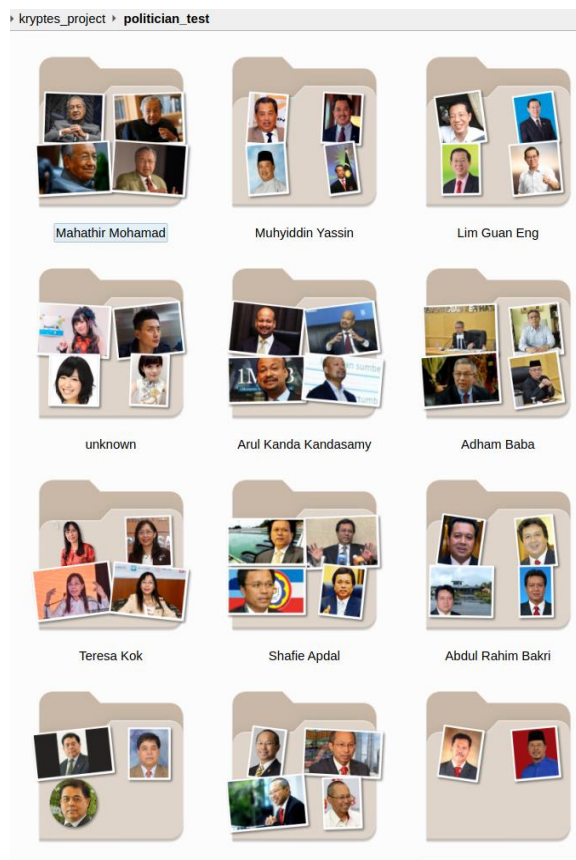 kryptes_project politician_test
Mahathir Mohamad Muhyiddin Yassin Lim Guan Eng
unknown Arul Kanda Kandasamy Adham Baba
Teresa Kok Shafie Apdal Abdul Rahim Bakri